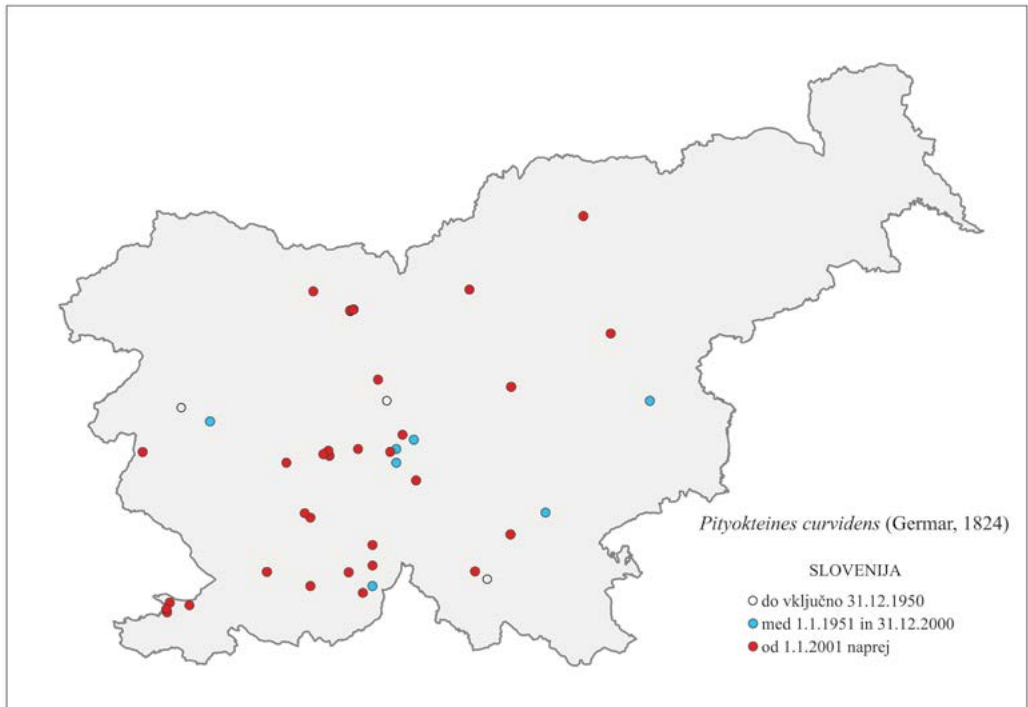 Pityokteines curvidens (Germar, 1824)
SLOVENIJA
do vključno 31.12.1950
med 1.1.1951 in 31.12.2000
od 1.1.2001 naprej